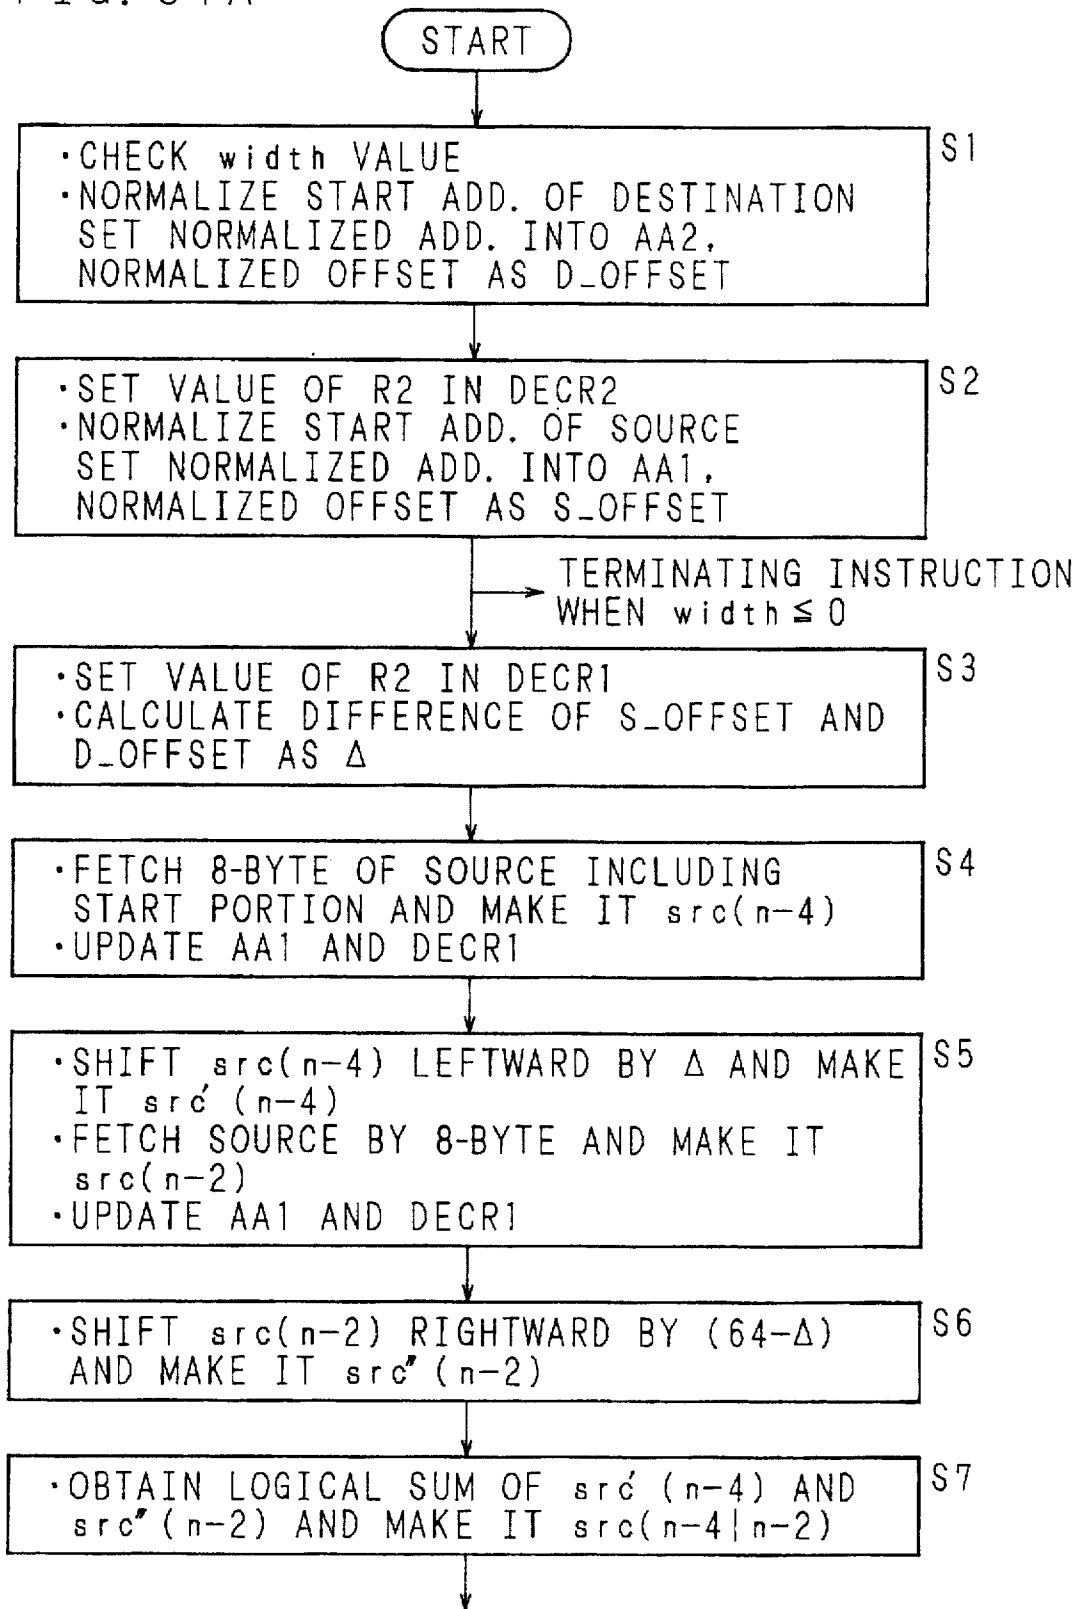 START
S1
·CHECK width VALUE
·NORMALIZE START ADD. OF DESTINATION
SET NORMALIZED ADD. INTO AA2,
NORMALIZED OFFSET AS D_OFFSET
S2
·SET VALUE OF R2 IN DECR2
·NORMALIZE START ADD. OF SOURCE
SET NORMALIZED ADD. INTO AA1,
NORMALIZED OFFSET AS S_OFFSET
TERMINATING INSTRUCTION
WHEN width≦0
S3
·SET VALUE OF R2 IN DECR1
·CALCULATE DIFFERENCE OF S_OFFSET AND
D_OFFSET AS Δ
S4
·FETCH 8-BYTE OF SOURCE INCLUDING
START PORTION AND MAKE IT src(n-4)
·UPDATE AA1 AND DECR1
S5
·SHIFT src(n-4) LEFTWARD BY Δ AND MAKE
IT src′(n-4)
·FETCH SOURCE BY 8-BYTE AND MAKE IT
src(n-2)
·UPDATE AA1 AND DECR1
S6
·SHIFT src(n-2) RIGHTWARD BY (64-Δ)
AND MAKE IT src″(n-2)
S7
·OBTAIN LOGICAL SUM OF src′(n-4) AND
src″(n-2) AND MAKE IT src(n-4|n-2)